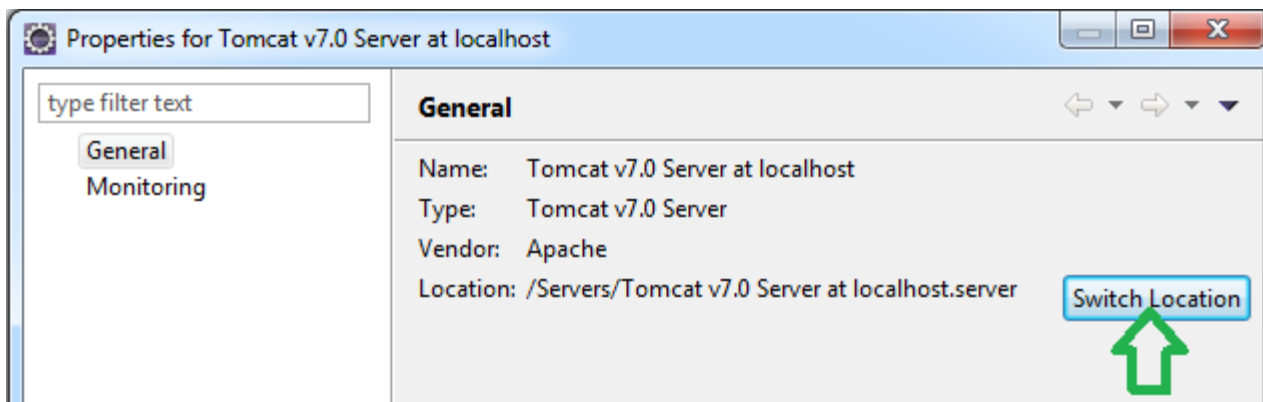 Properties for Tomcat v7.0 Server at localhost
type filter text
General
Monitoring
General
Name: Tomcat v7.0 Server at localhost
Type: Tomcat v7.0 Server
Vendor: Apache
Location: /Servers/Tomcat v7.0 Server at localhost.server
Switch Location